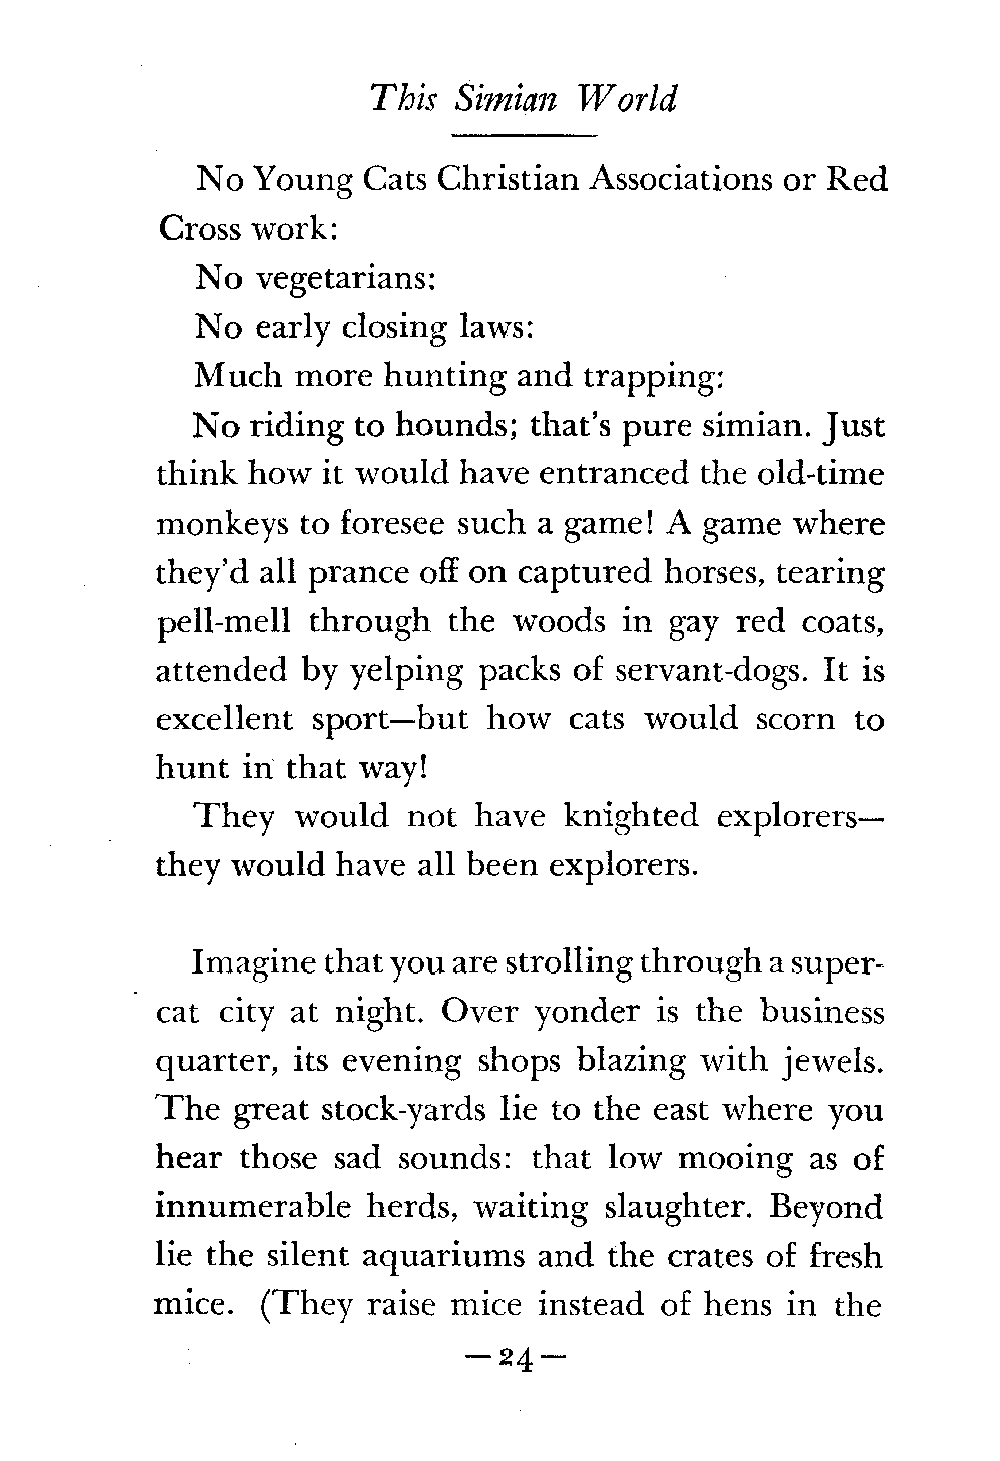 This Simian World
No Young Cats Christian Associations or Red
Cross work:
No vegetarians:
No early closing laws:
Much more hunting and trapping:
No riding to hounds; that's pure simian. Just
think how it would have entranced the old-time
monkeys to foresee such a game! A game where
they'd all prance off on captured horses, tearing
pell-mell through the woods in gay red coats,
attended by yelping packs of servant-dogs. It is
excellent sport—but how cats would scorn to
hunt in that way!
They would not have knighted explorers—
they would have all been explorers.
Imagine that you are strolling through a super-
cat city at night. Over yonder is the business
quarter, its evening shops blazing with jewels.
The great stock-yards lie to the east where you
hear those sad sounds: that low mooing as of
innumerable herds, waiting slaughter. Beyond
lie the silent aquariums and the crates of fresh
mice. (They raise mice instead of hens in the
—24—